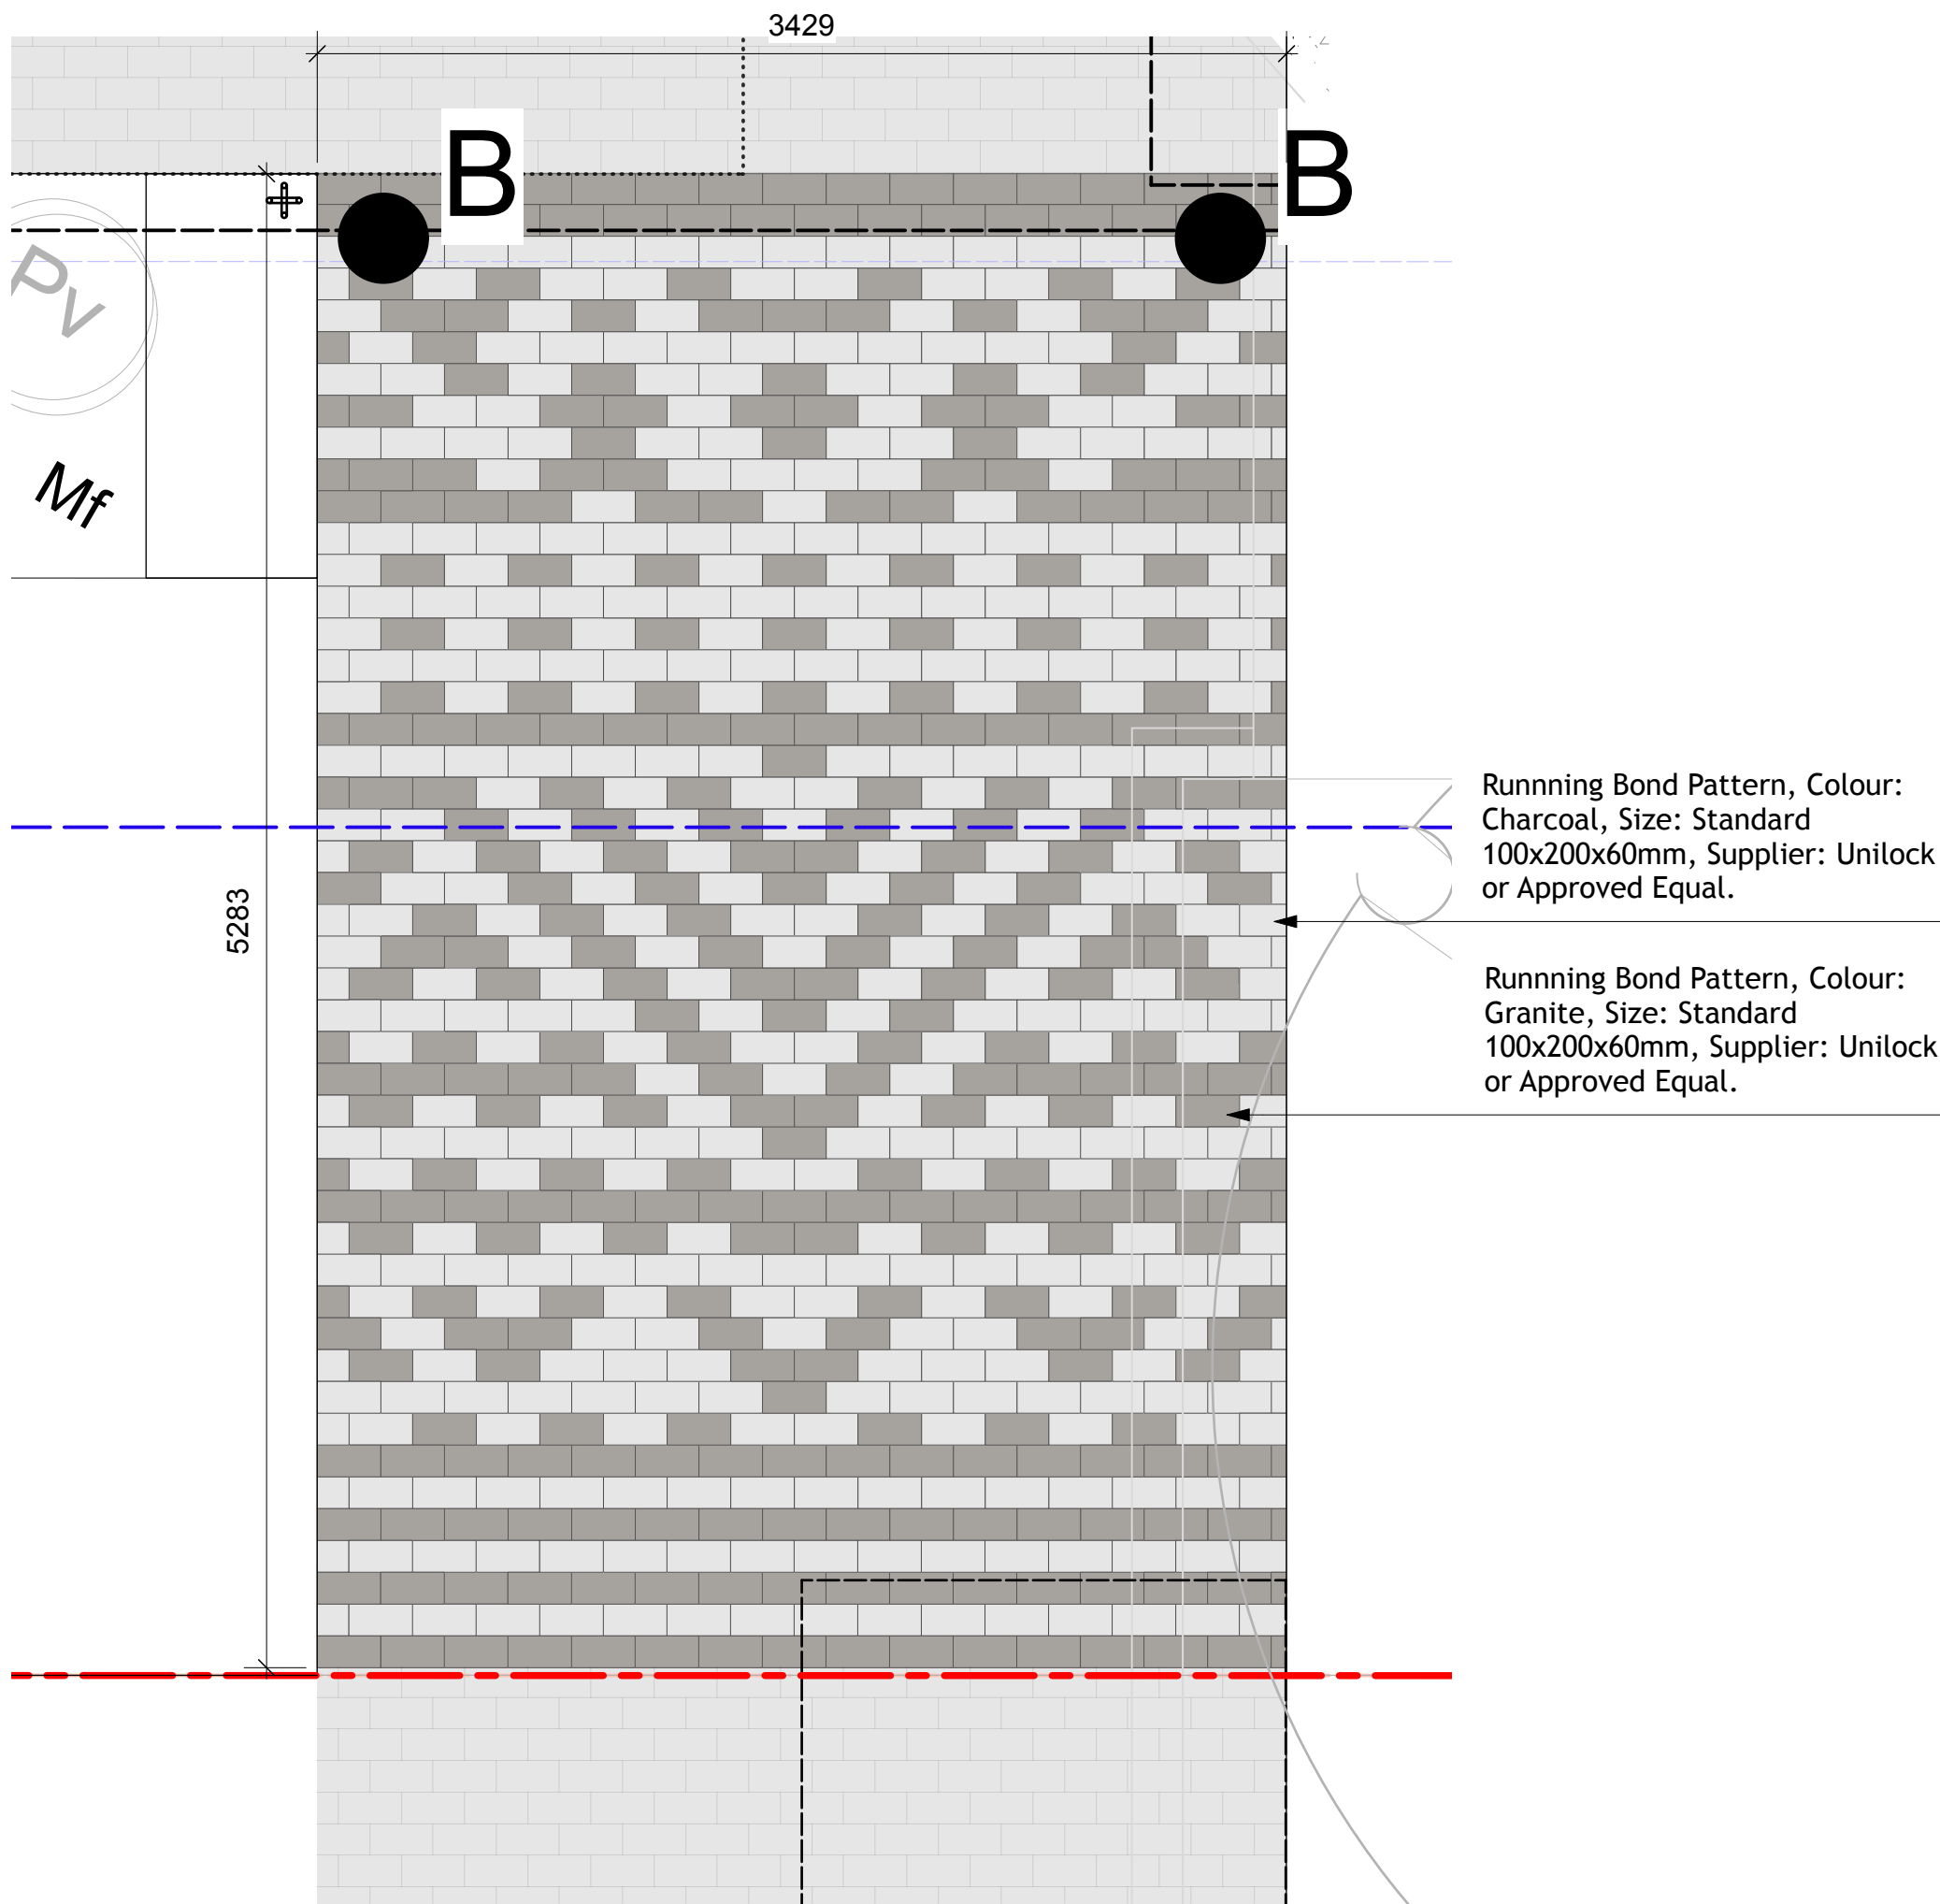 3429
B B
Pv
Mf
5283
Runnning Bond Pattern, Colour:
Charcoal, Size: Standard
100x200x60mm, Supplier: Unilock
or Approved Equal.
Runnning Bond Pattern, Colour:
Granite, Size: Standard
100x200x60mm, Supplier: Unilock
or Approved Equal.